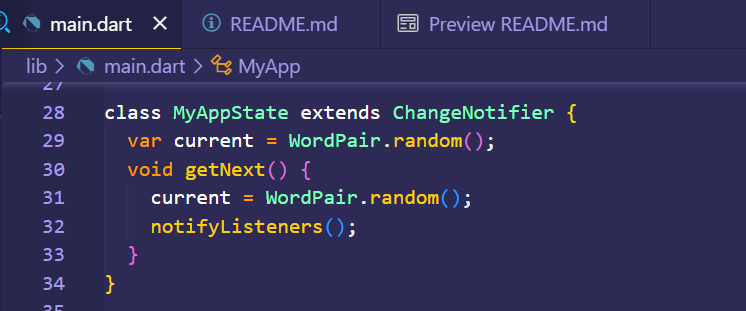 main.dart README.md Preview README.md
lib > main.dart > MyApp
27
28 class MyAppState extends ChangeNotifier {
29 var current = WordPair.random();
30 void getNext() {
31 current = WordPair.random();
32 notifyListeners();
33 }
34 }
35